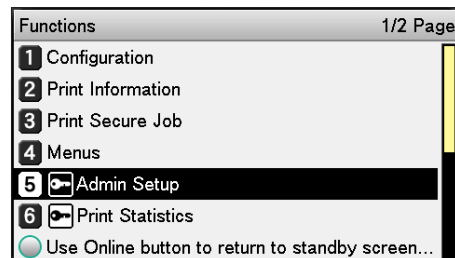 Functions 1/2 Page
1 Configuration
2 Print Information
3 Print Secure Job
4 Menus
5 Admin Setup
6 Print Statistics
Use Online button to return to standby screen...